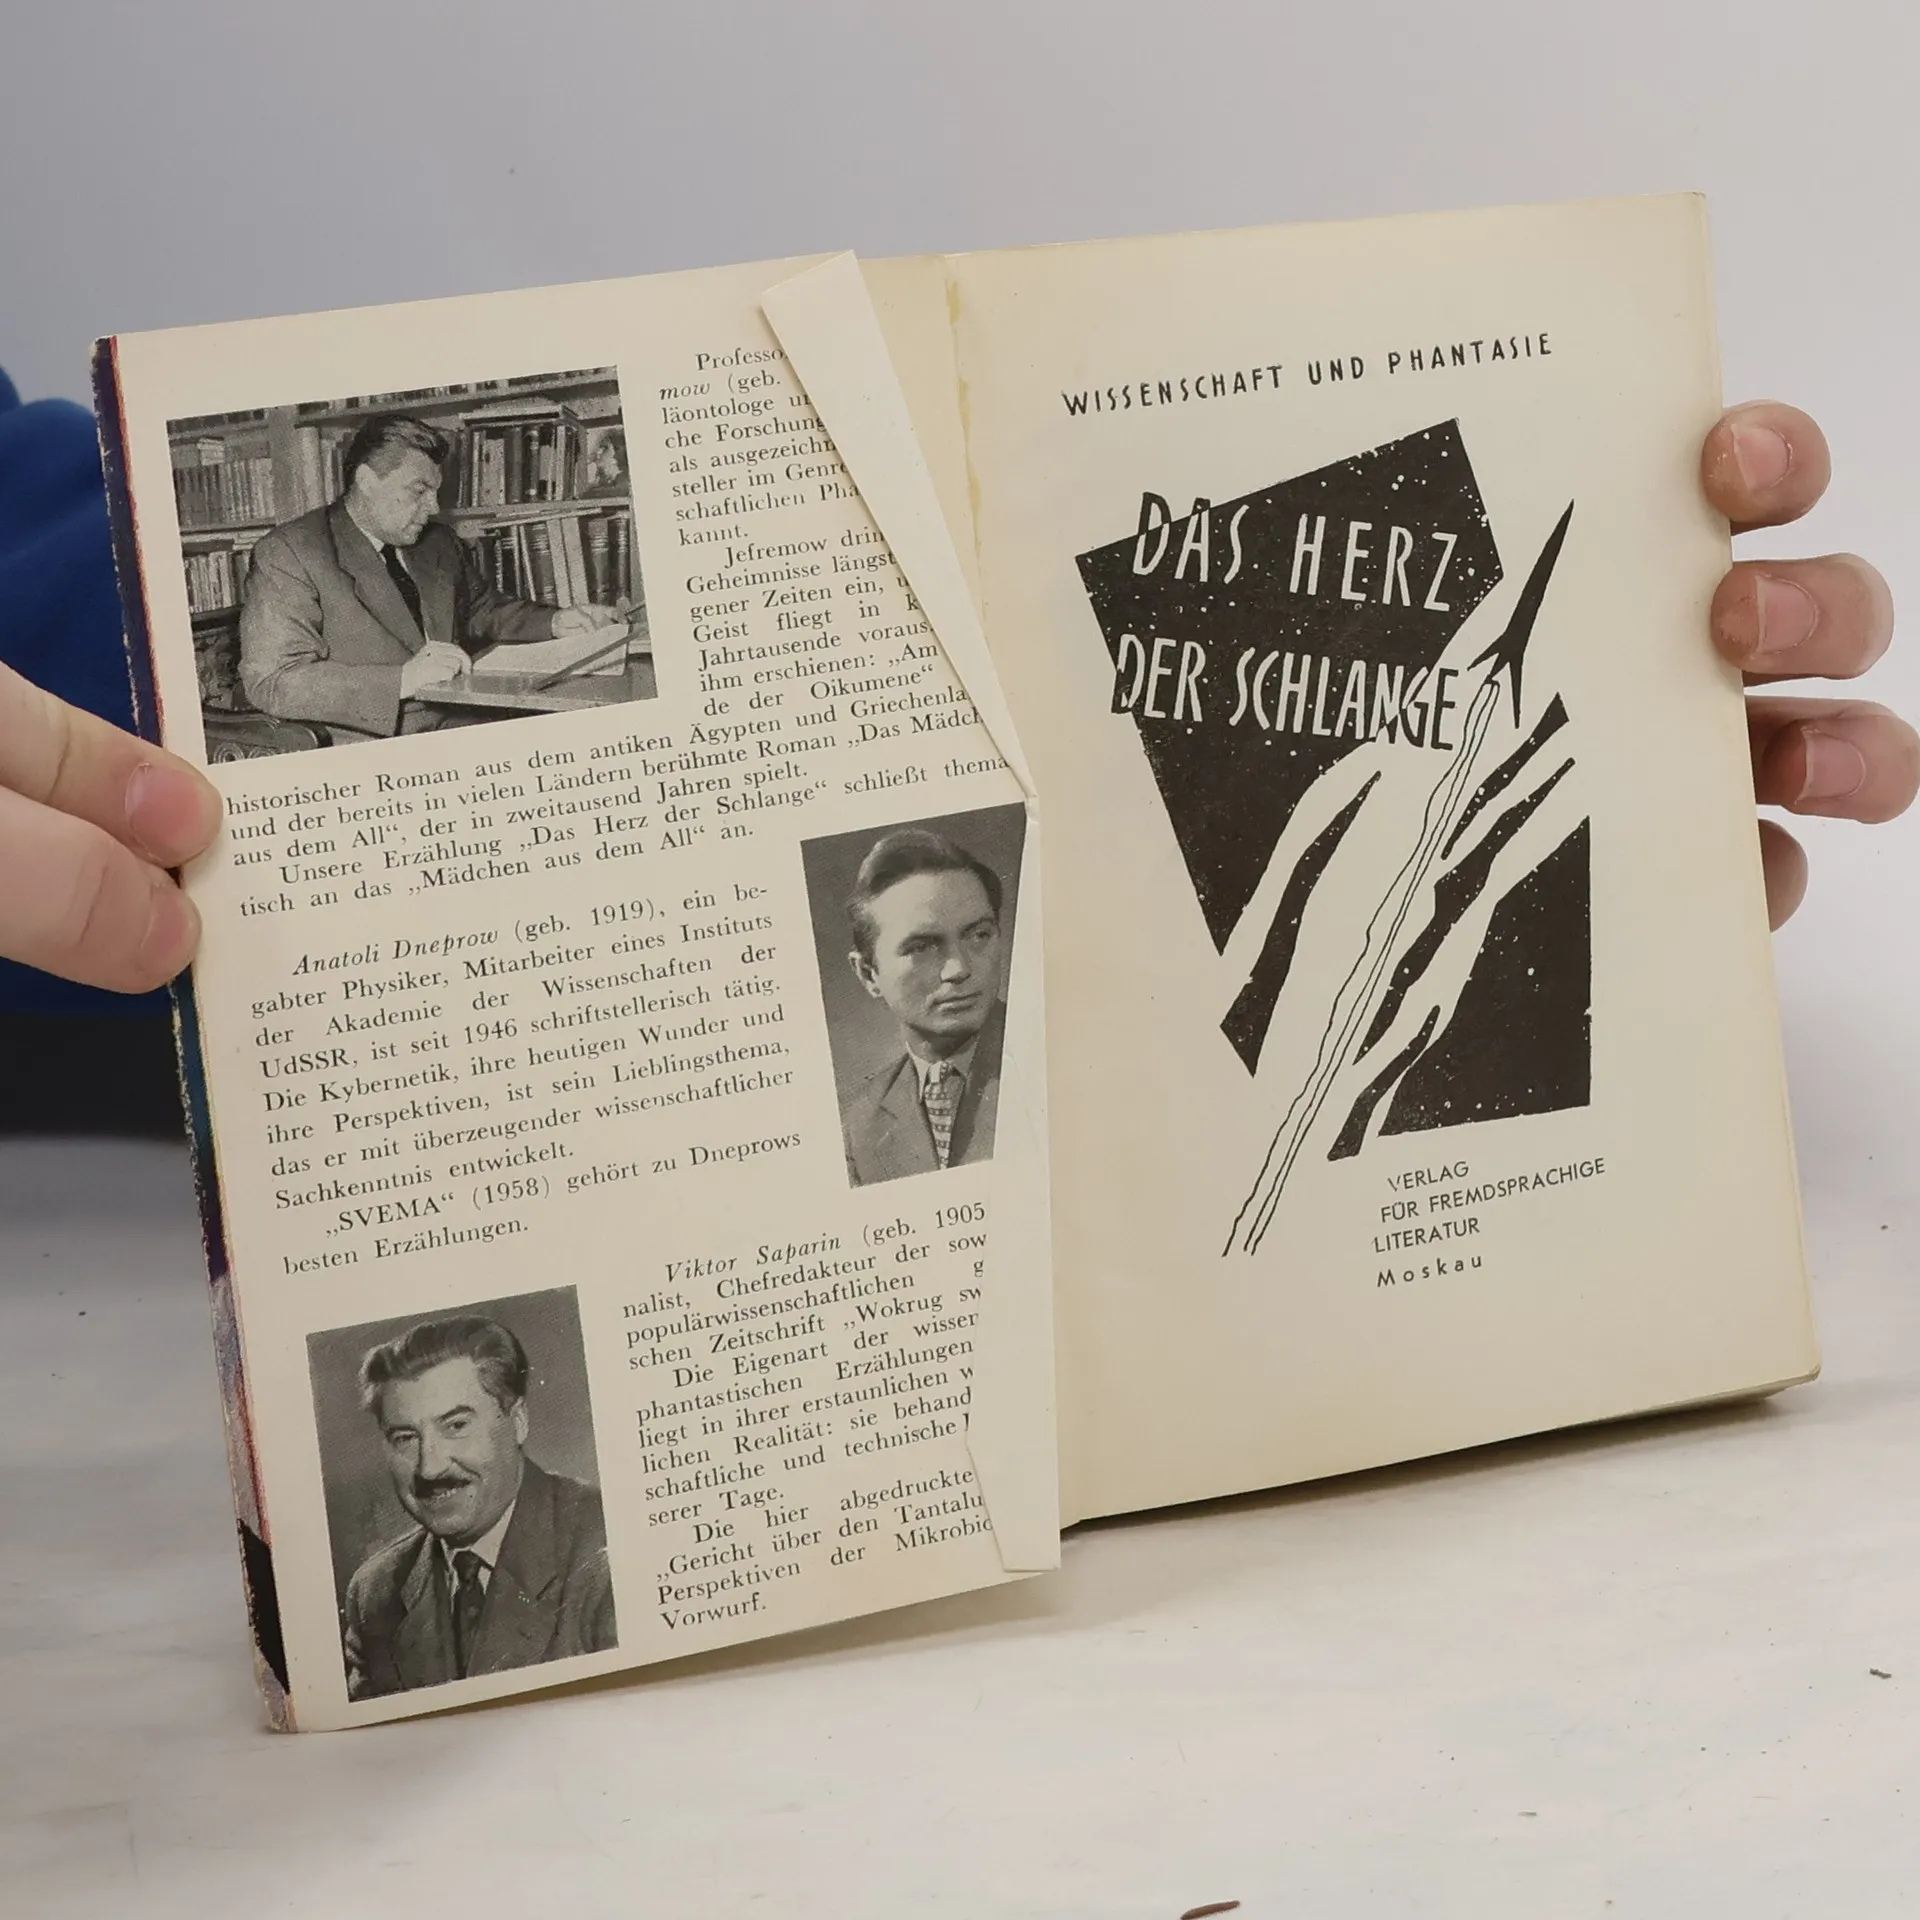 Professo
mow (geb.
läontologe u
che Forschung
als ausgezeichn
steller im Genre
schaftlichen Pha
kannt.
Jefremow drin
Geheimnisse längst
gener Zeiten ein, u
Geist fliegt in k
Jahrtausende voraus.
ihm erschienen: „Am
de der Oikumene“
historischer Roman aus dem antiken Ägypten und Griechenla
und der bereits in vielen Ländern berühmte Roman „Das Mädch
aus dem All“, der in zweitausend Jahren spielt.
Unsere Erzählung „Das Herz der Schlange“ schließt thema
tisch an das „Mädchen aus dem All“ an.
Anatoli Dneprow (geb. 1919), ein be-
gabter Physiker, Mitarbeiter eines Instituts
der Akademie der Wissenschaften der
UdSSR, ist seit 1946 schriftstellerisch tätig.
Die Kybernetik, ihre heutigen Wunder und
ihre Perspektiven, ist sein Lieblingsthema,
das er mit überzeugender wissenschaftlicher
Sachkenntnis entwickelt.
„SVEMA“ (1958) gehört zu Dneprows
besten Erzählungen.
Viktor Saparin (geb. 1905
nalist, Chefredakteur der sow
populärwissenschaftlichen g
schen Zeitschrift „Wokrug sw
Die Eigenart der wissen
phantastischen Erzählungen
liegt in ihrer erstaunlichen w
lichen Realität: sie behand
schaftliche und technische
serer Tage.
Die hier abgedruckte
„Gericht über den Tantalu
Perspektiven der Mikrobio
Vorwurf.
WISSENSCHAFT UND PHANTASIE
DAS HERZ
DER SCHLANGE
VERLAG
FÜR FREMDSPRACHIGE
LITERATUR
Moskau